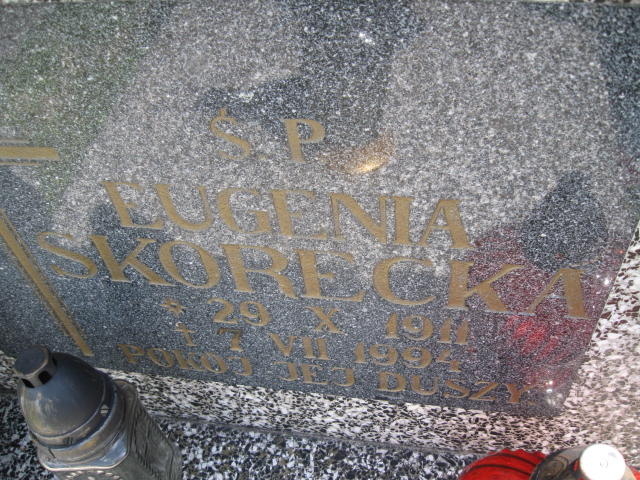 Ś. P.
EUGENIA
SKORECKA
* 29 X 1911
† 7 VII 1994
POKÓJ JEJ DUSZY